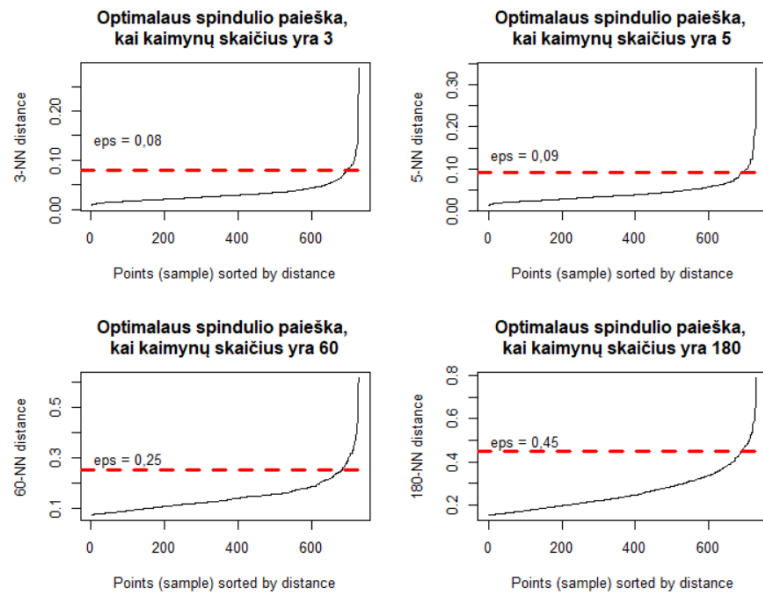 Optimalaus spindulio paieška,
kai kaimynų skaičius yra 3
3-NN distance
0.00 0.10 0.20
eps = 0,08
0 200 400 600
Points (sample) sorted by distance
Optimalaus spindulio paieška,
kai kaimynų skaičius yra 5
5-NN distance
0.00 0.10 0.20 0.30
eps = 0,09
0 200 400 600
Points (sample) sorted by distance
Optimalaus spindulio paieška,
kai kaimynų skaičius yra 60
60-NN distance
0.1 0.3 0.5
eps = 0,25
0 200 400 600
Points (sample) sorted by distance
Optimalaus spindulio paieška,
kai kaimynų skaičius yra 180
180-NN distance
0.2 0.4 0.6 0.8
eps = 0,45
0 200 400 600
Points (sample) sorted by distance